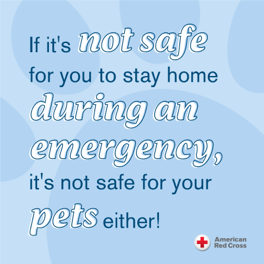 If it's not safe
for you to stay home
during an
emergency,
it's not safe for your
pets either!
American
Red Cross